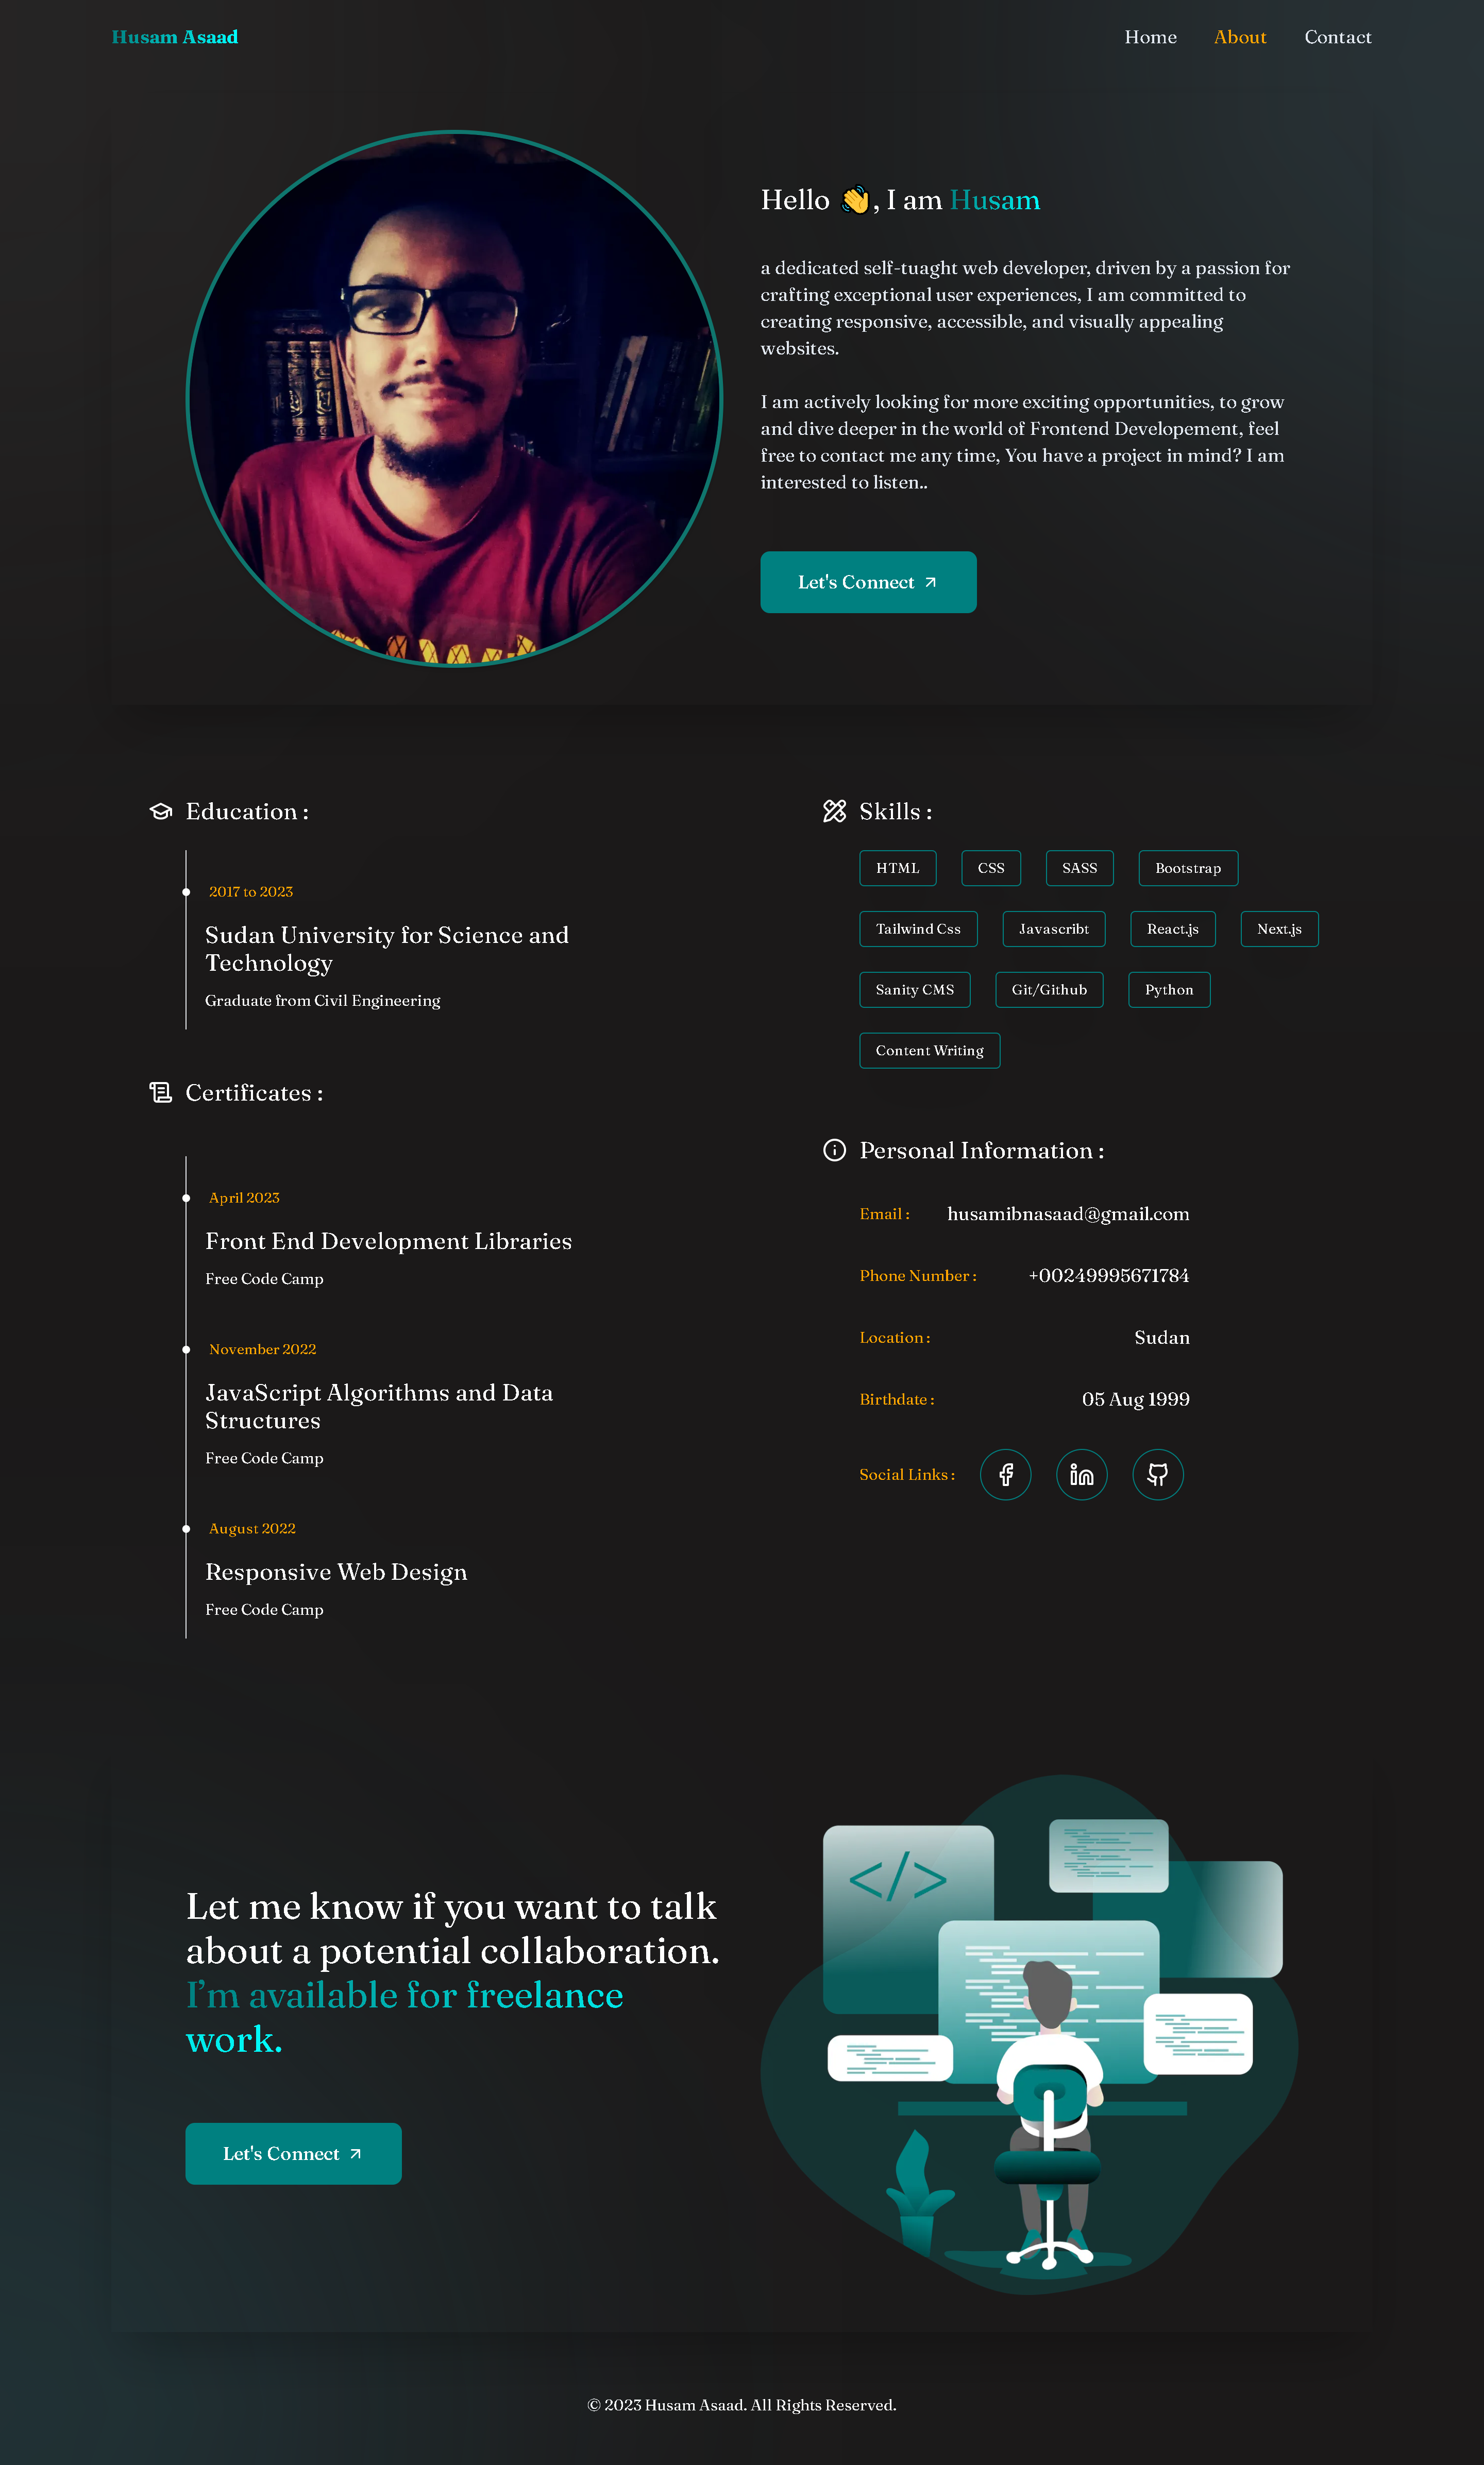 Husam Asaad
Home About Contact
Hello 👋, I am Husam
a dedicated self-tuaght web developer, driven by a passion for
crafting exceptional user experiences, I am committed to
creating responsive, accessible, and visually appealing
websites.
I am actively looking for more exciting opportunities, to grow
and dive deeper in the world of Frontend Developement, feel
free to contact me any time, You have a project in mind? I am
interested to listen..
Let's Connect
Education :
2017 to 2023
Sudan University for Science and
Technology
Graduate from Civil Engineering
Certificates :
April 2023
Front End Development Libraries
Free Code Camp
November 2022
JavaScript Algorithms and Data
Structures
Free Code Camp
August 2022
Responsive Web Design
Free Code Camp
Skills :
HTML CSS SASS Bootstrap
Tailwind Css Javascribt React.js Next.js
Sanity CMS Git/Github Python
Content Writing
Personal Information :
Email : husamibnasaad@gmail.com
Phone Number : +00249995671784
Location : Sudan
Birthdate : 05 Aug 1999
Social Links :
Let me know if you want to talk
about a potential collaboration.
I’m available for freelance
work.
Let's Connect
</>
© 2023 Husam Asaad. All Rights Reserved.